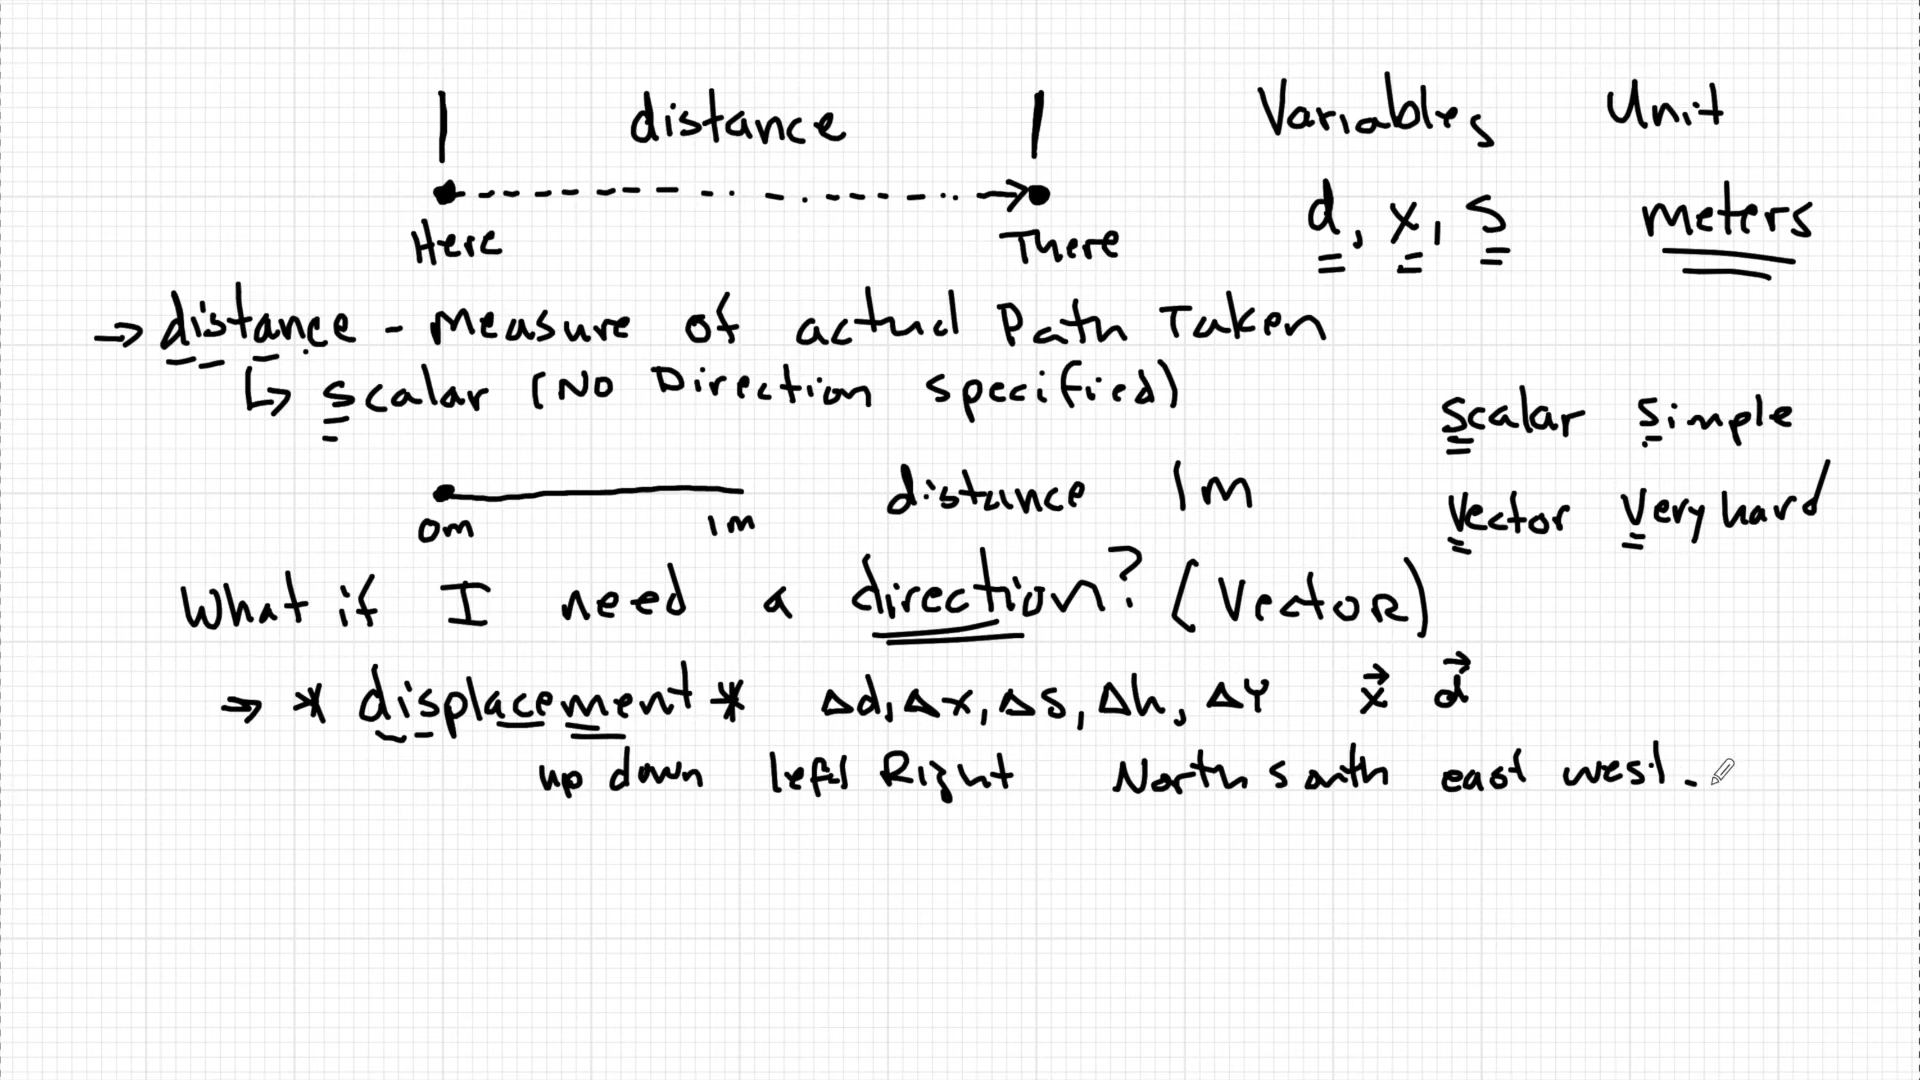 distance Variables Unit
Here There d, x, s meters
→ distance - measure of actual Path Taken
↳ scalar (No Direction specified)
scalar simple
0m 1m distance 1m
vector very hard
What if I need a direction? (Vector)
⇒ * displacement * Δd, Δx, Δs, Δh, ΔY x⃗ d⃗
up down left Right North South east west -